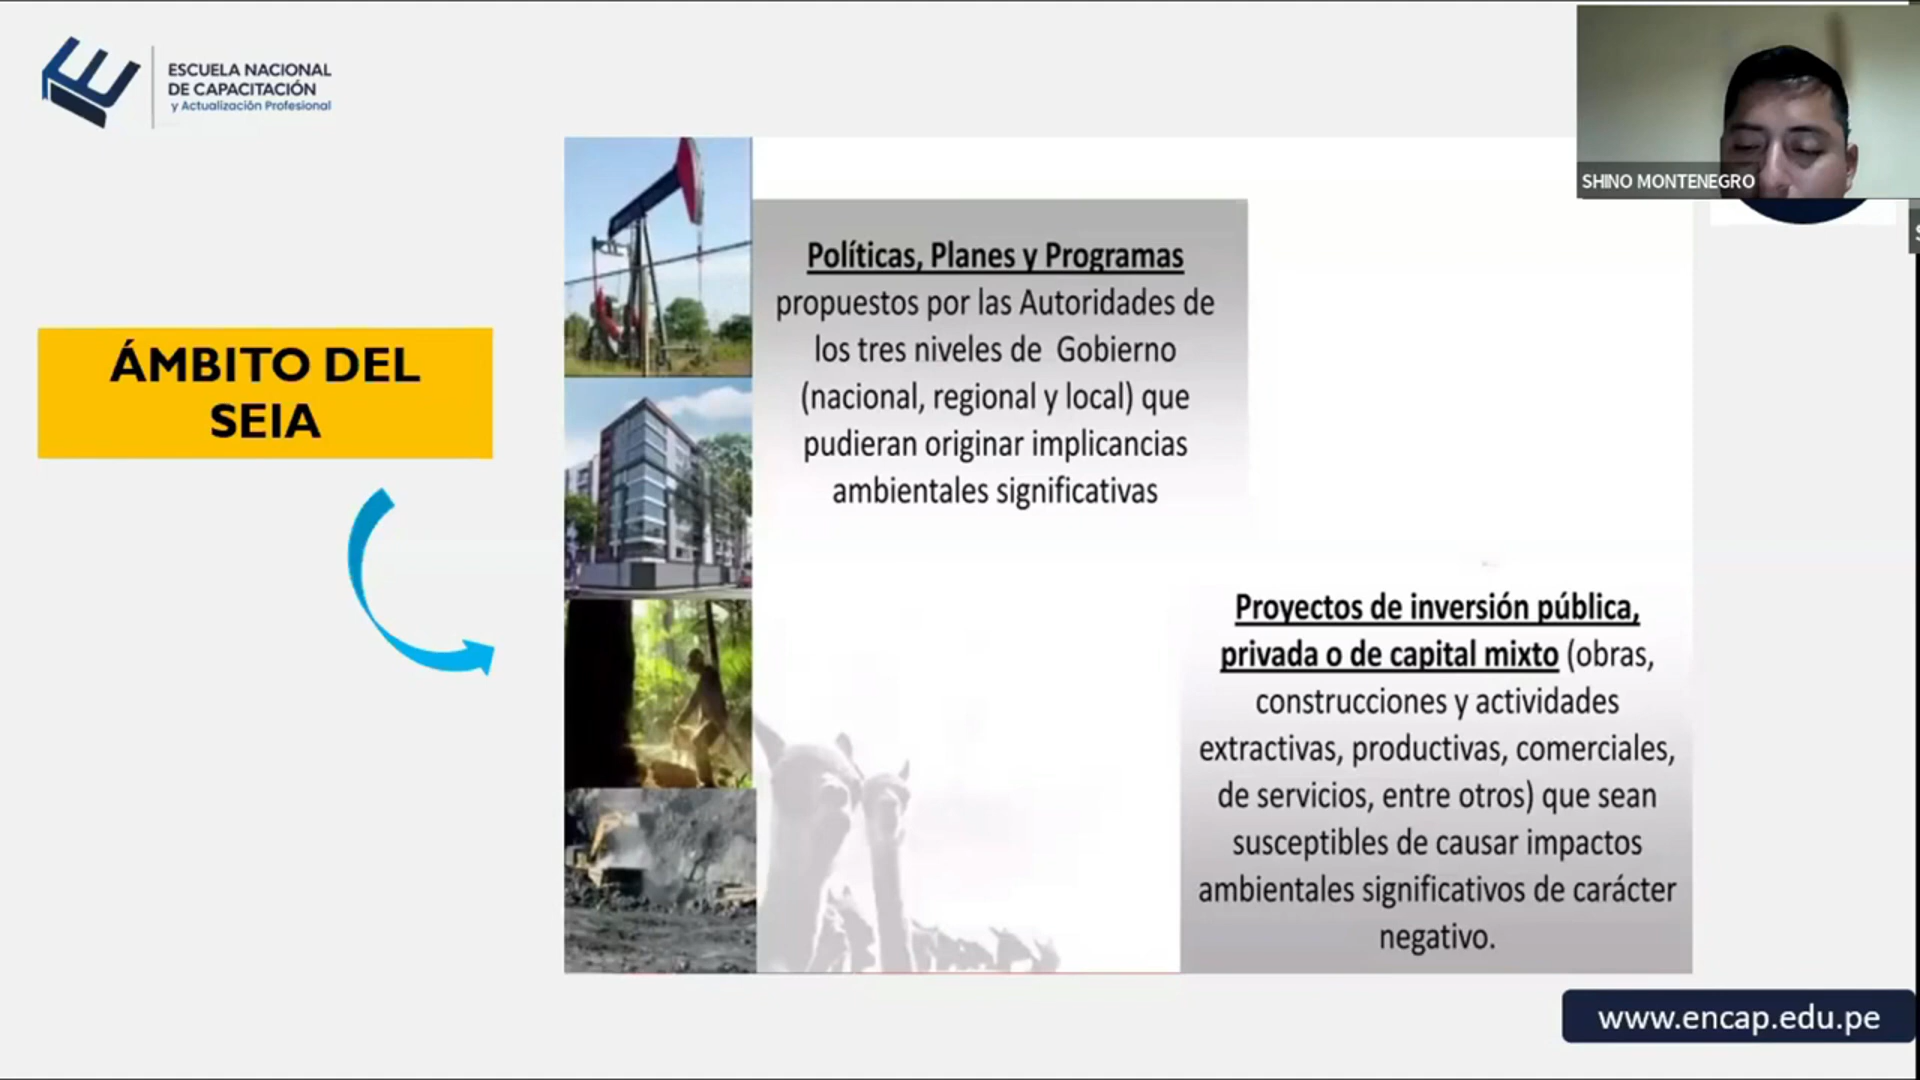 ESCUELA NACIONAL
DE CAPACITACIÓN
y Actualización Profesional
SHINO MONTENEGRO
ÁMBITO DEL
SEIA
Políticas, Planes y Programas
propuestos por las Autoridades de
los tres niveles de Gobierno
(nacional, regional y local) que
pudieran originar implicancias
ambientales significativas
Proyectos de inversión pública,
privada o de capital mixto (obras,
construcciones y actividades
extractivas, productivas, comerciales,
de servicios, entre otros) que sean
susceptibles de causar impactos
ambientales significativos de carácter
negativo.
www.encap.edu.pe